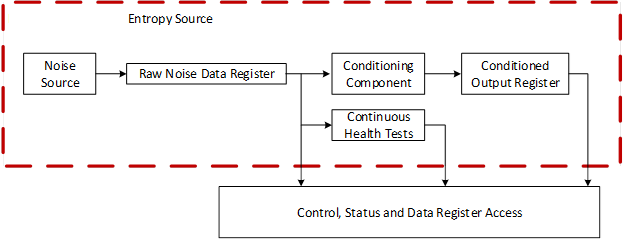 Entropy Source
Noise
Source
Raw Noise Data Register
Conditioning
Component
Conditioned
Output Register
Continuous
Health Tests
Control, Status and Data Register Access